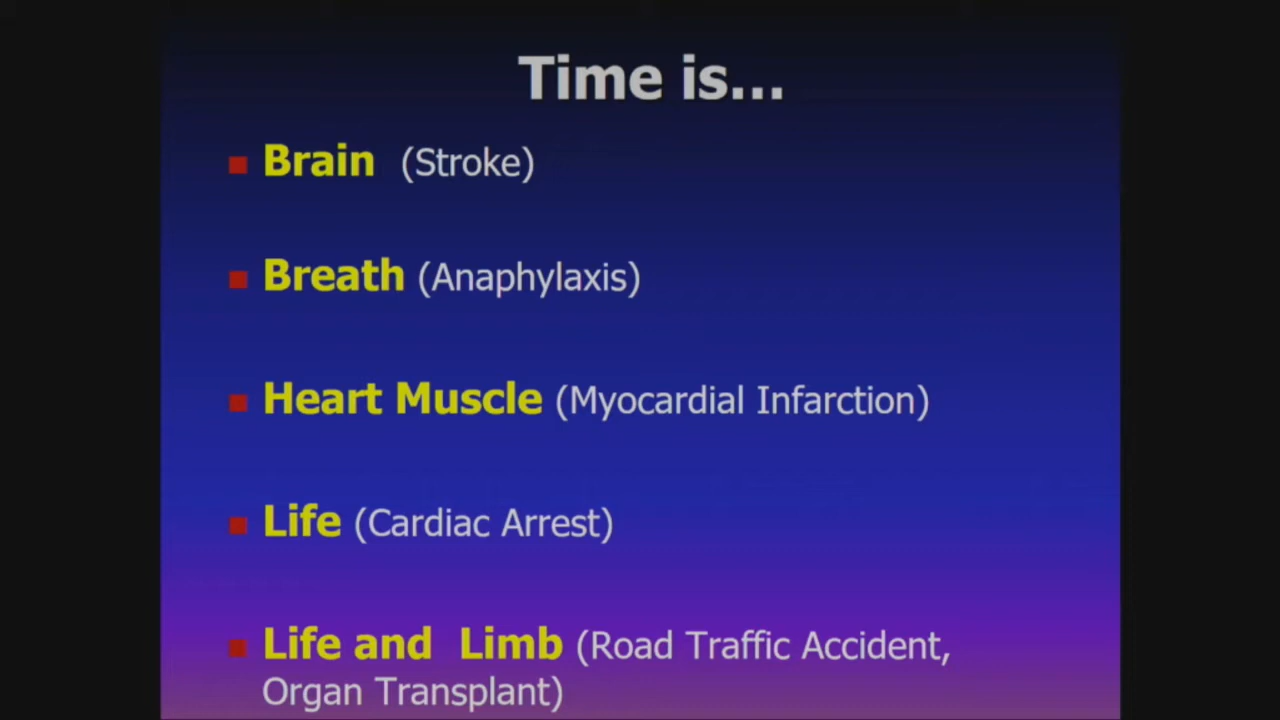 Time is...
Brain (Stroke)
Breath (Anaphylaxis)
Heart Muscle (Myocardial Infarction)
Life (Cardiac Arrest)
Life and Limb (Road Traffic Accident,
Organ Transplant)